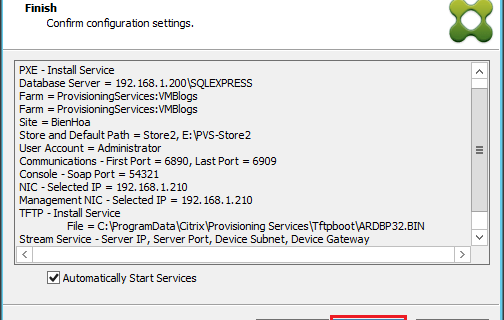 Finish
Confirm configuration settings.
PXE - Install Service
Database Server = 192.168.1.200\SQLEXPRESS
Farm = ProvisioningServices:VMBlogs
Farm = ProvisioningServices:VMBlogs
Site = BienHoa
Store and Default Path = Store2, E:\PVS-Store2
User Account = Administrator
Communications - First Port = 6890, Last Port = 6909
Console - Soap Port = 54321
NIC - Selected IP = 192.168.1.210
Management NIC - Selected IP = 192.168.1.210
TFTP - Install Service
File = C:\ProgramData\Citrix\Provisioning Services\Tftpboot\ARDBP32.BIN
Stream Service - Server IP, Server Port, Device Subnet, Device Gateway
Automatically Start Services